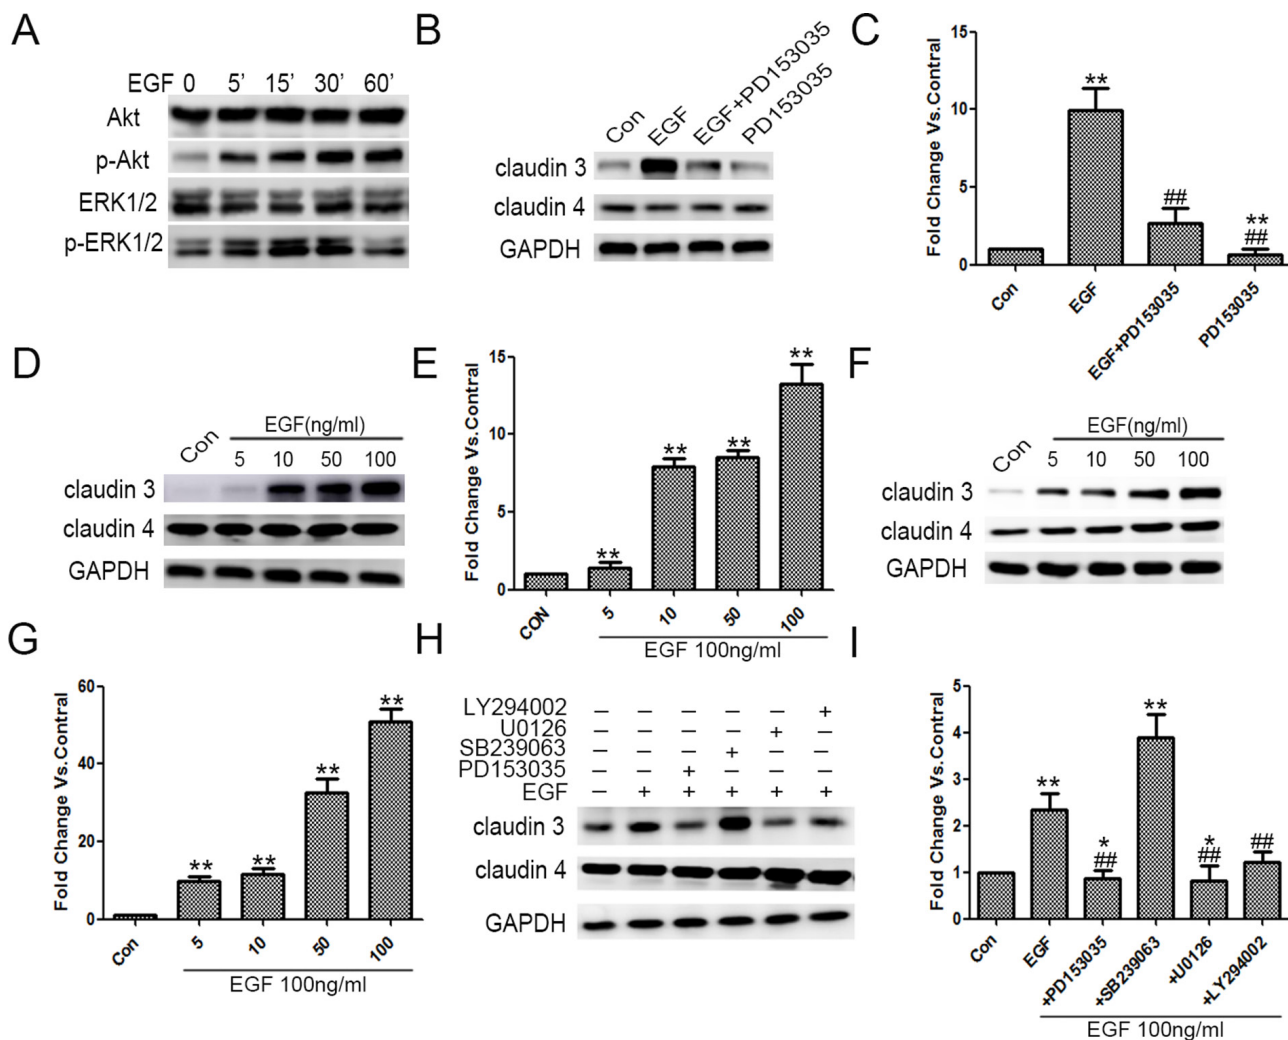 A
EGF 0 5’ 15’ 30’ 60’
Akt
p-Akt
ERK1/2
p-ERK1/2
B
Con EGF EGF+PD153035 PD153035
claudin 3
claudin 4
GAPDH
C
Fold Change Vs.Contral
15
10
5
0
**
##
**
##
Con EGF EGF+PD153035 PD153035
D
EGF(ng/ml)
Con 5 10 50 100
claudin 3
claudin 4
GAPDH
E
Fold Change Vs.Contral
15
10
5
0
** ** ** **
CON 5 10 50 100
EGF 100ng/ml
F
EGF(ng/ml)
Con 5 10 50 100
claudin 3
claudin 4
GAPDH
G
Fold Change Vs.Contral
60
40
20
0
** ** ** **
Con 5 10 50 100
EGF 100ng/ml
H
LY294002 – – – – – +
U0126 – – – – + –
SB239063 – – – + – –
PD153035 – – + – – –
EGF – + + + + +
claudin 3
claudin 4
GAPDH
I
Fold Change Vs.Contral
5
4
3
2
1
0
**
*
##
**
*
##
##
Con EGF +PD153035 +SB239063 +U0126 +LY294002
EGF 100ng/ml